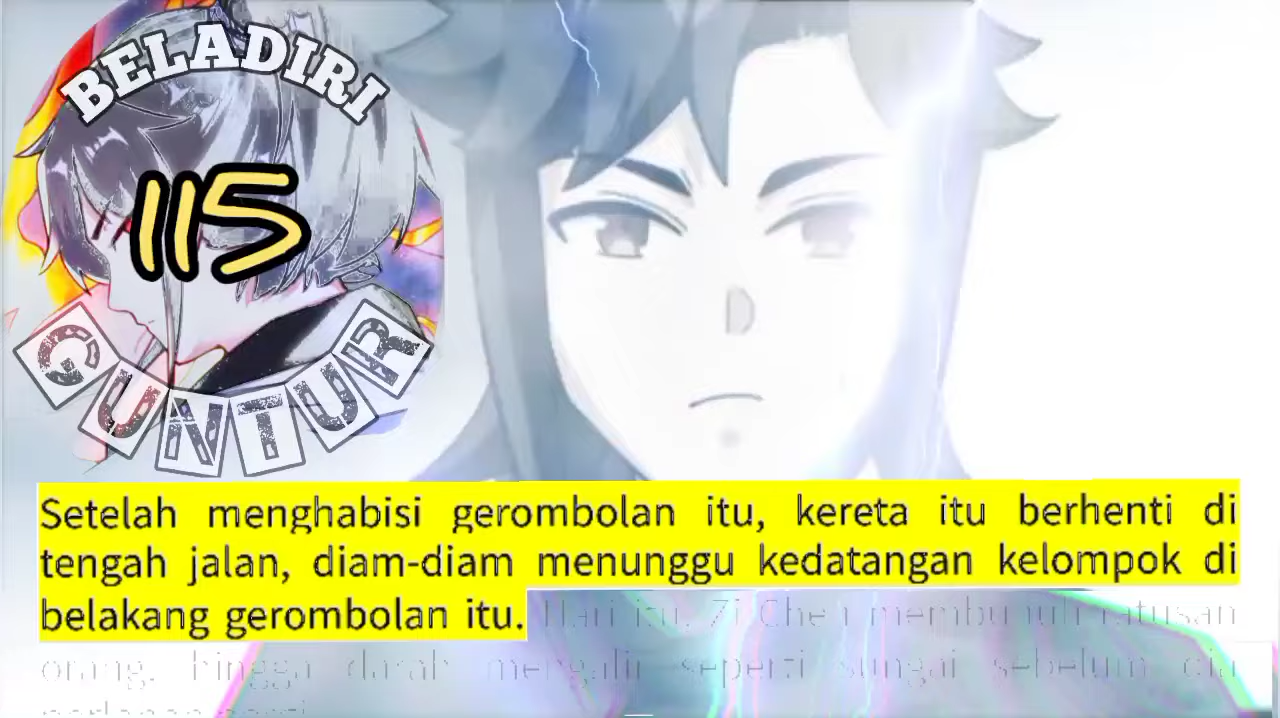 BELADIRI
115
GUNTUR
Setelah menghabisi gerombolan itu, kereta itu berhenti di
tengah jalan, diam-diam menunggu kedatangan kelompok di
belakang gerombolan itu. Hari itu, Zi Chen membunuh ratusan
orang, hingga darah mengalir seperti sungai sebelum dia